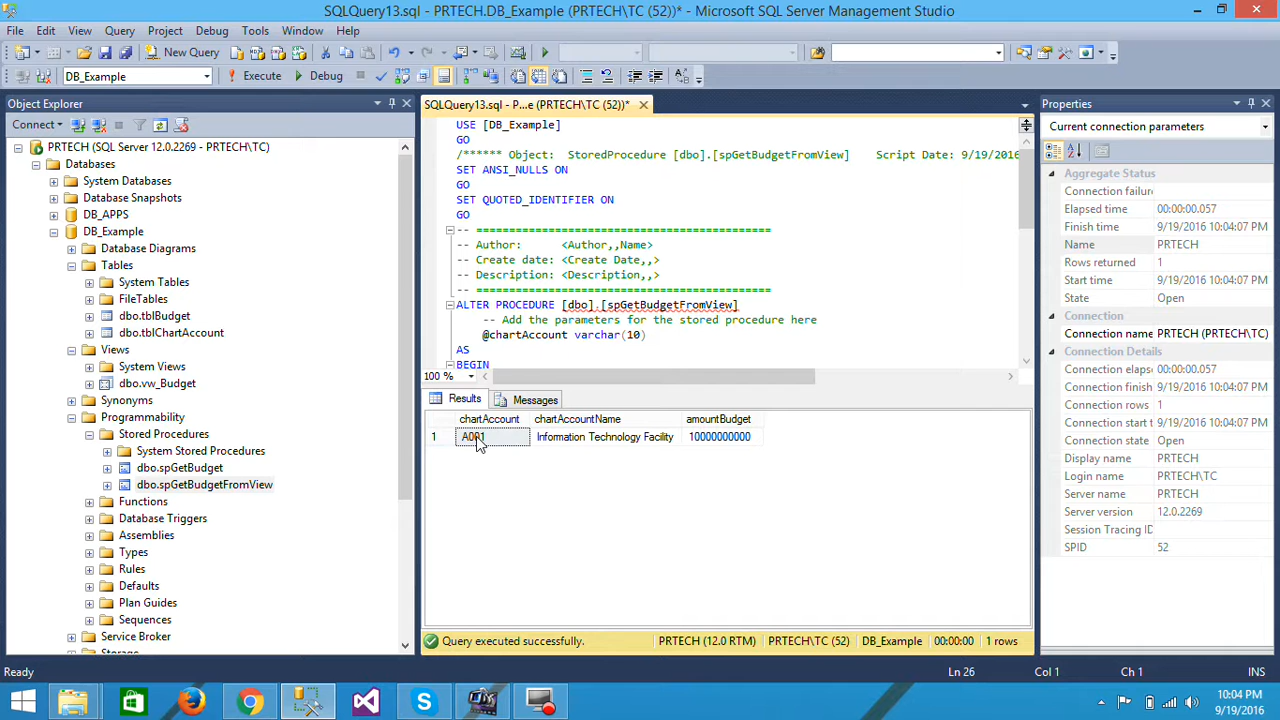 SQLQuery13.sql - PRTECH.DB_Example (PRTECH\TC (52))* - Microsoft SQL Server Management Studio
File Edit View Query Project Debug Tools Window Help
New Query
DB_Example Execute Debug
Object Explorer
Connect
PRTECH (SQL Server 12.0.2269 - PRTECH\TC)
Databases
System Databases
Database Snapshots
DB_APPS
DB_Example
Database Diagrams
Tables
System Tables
FileTables
dbo.tblBudget
dbo.tblChartAccount
Views
System Views
dbo.vw_Budget
Synonyms
Programmability
Stored Procedures
System Stored Procedures
dbo.spGetBudget
dbo.spGetBudgetFromView
Functions
Database Triggers
Assemblies
Types
Rules
Defaults
Plan Guides
Sequences
Service Broker
SQLQuery13.sql - P...e (PRTECH\TC (52))*
USE [DB_Example]
GO
/****** Object:  StoredProcedure [dbo].[spGetBudgetFromView]    Script Date: 9/19/2016
SET ANSI_NULLS ON
GO
SET QUOTED_IDENTIFIER ON
GO
-- =============================================
-- Author:      <Author,,Name>
-- Create date: <Create Date,,>
-- Description: <Description,,>
-- =============================================
ALTER PROCEDURE [dbo].[spGetBudgetFromView]
-- Add the parameters for the stored procedure here
@chartAccount varchar(10)
AS
BEGIN
100 %
Results Messages
chartAccount chartAccountName amountBudget
1 A001 Information Technology Facility 10000000000
Query executed successfully. PRTECH (12.0 RTM) PRTECH\TC (52) DB_Example 00:00:00 1 rows
Properties
Current connection parameters
Aggregate Status
Connection failure
Elapsed time 00:00:00.057
Finish time 9/19/2016 10:04:07 PM
Name PRTECH
Rows returned 1
Start time 9/19/2016 10:04:07 PM
State Open
Connection
Connection name PRTECH (PRTECH\TC)
Connection Details
Connection elaps 00:00:00.057
Connection finish 9/19/2016 10:04:07 PM
Connection rows 1
Connection start 9/19/2016 10:04:07 PM
Connection state Open
Display name PRTECH
Login name PRTECH\TC
Server name PRTECH
Server version 12.0.2269
Session Tracing ID
SPID 52
Ready Ln 26 Col 1 Ch 1 INS
10:04 PM
9/19/2016